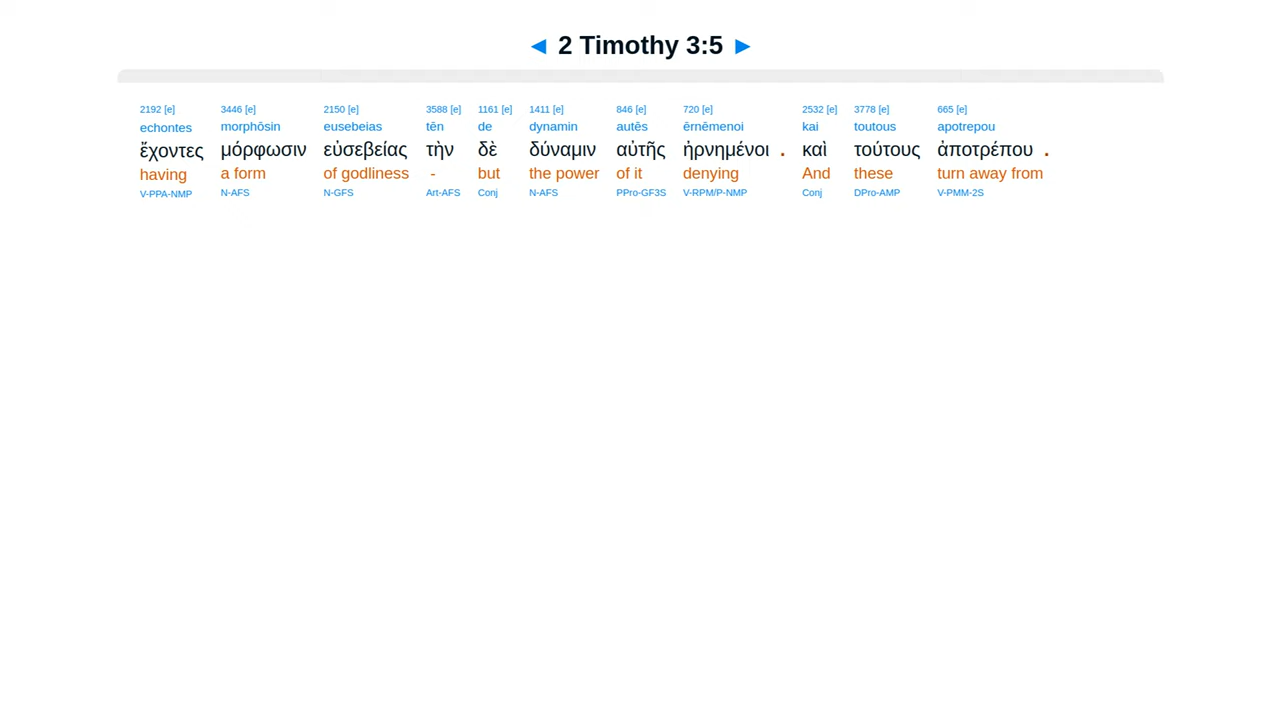 ◄ 2 Timothy 3:5 ►
2192 [e] 3446 [e] 2150 [e] 3588 [e] 1161 [e] 1411 [e] 846 [e] 720 [e] 2532 [e] 3778 [e] 665 [e]
echontes morphōsin eusebeias tēn de dynamin autēs ērnēmenoi kai toutous apotrepou
ἔχοντες μόρφωσιν εὐσεβείας τὴν δὲ δύναμιν αὐτῆς ἠρνημένοι . καὶ τούτους ἀποτρέπου .
having a form of godliness - but the power of it denying And these turn away from
V-PPA-NMP N-AFS N-GFS Art-AFS Conj N-AFS PPro-GF3S V-RPM/P-NMP Conj DPro-AMP V-PMM-2S